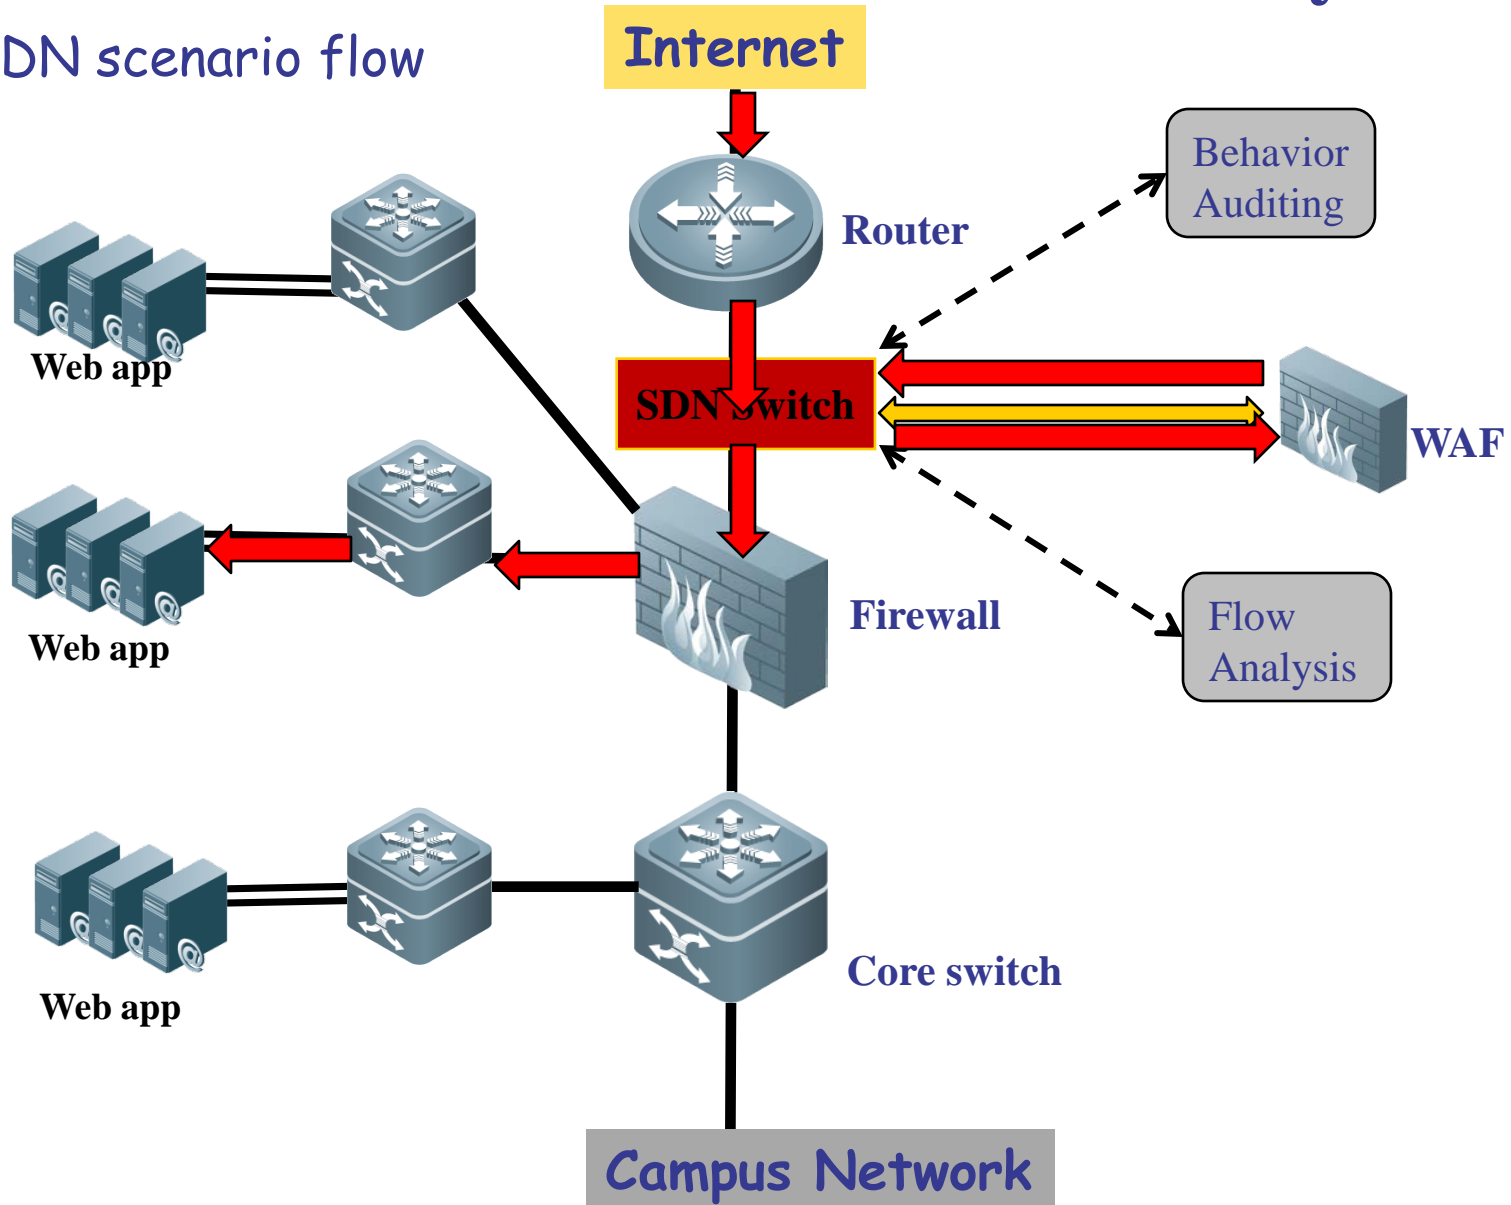 DN scenario flow
Internet
Behavior
Auditing
Router
Web app
SDN Switch
WAF
Web app
Firewall
Flow
Analysis
Core switch
Web app
Campus Network